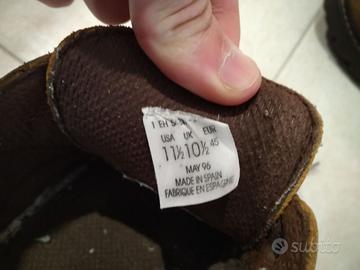 USA UK EUR
11½ 10½ 45
MAY 96
MADE IN SPAIN
FABRIQUE EN ESPAGNE
subito